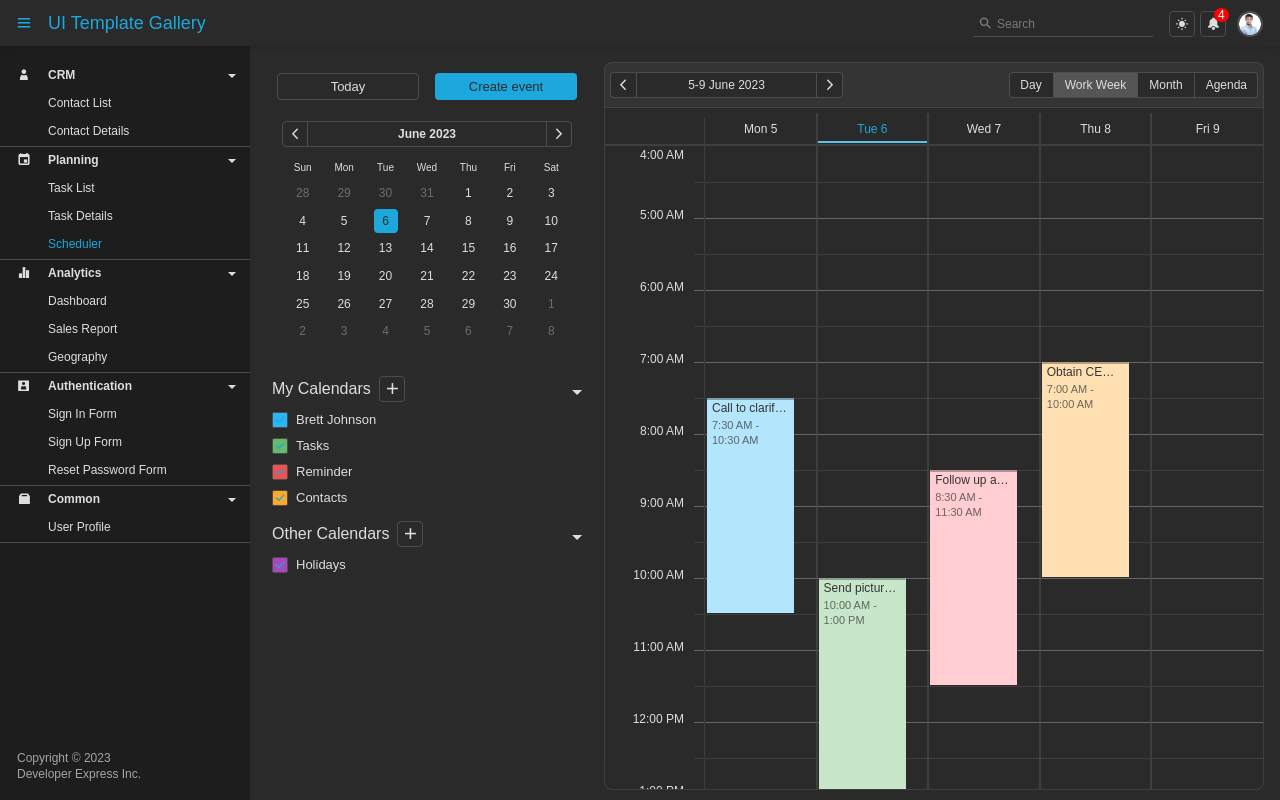 UI Template Gallery
Search
4
CRM
Contact List
Contact Details
Planning
Task List
Task Details
Scheduler
Analytics
Dashboard
Sales Report
Geography
Authentication
Sign In Form
Sign Up Form
Reset Password Form
Common
User Profile
Copyright © 2023
Developer Express Inc.
Today
Create event
June 2023
Sun Mon Tue Wed Thu Fri Sat
28 29 30 31 1 2 3
4 5 6 7 8 9 10
11 12 13 14 15 16 17
18 19 20 21 22 23 24
25 26 27 28 29 30 1
2 3 4 5 6 7 8
My Calendars
Brett Johnson
Tasks
Reminder
Contacts
Other Calendars
Holidays
5-9 June 2023
Day Work Week Month Agenda
Mon 5 Tue 6 Wed 7 Thu 8 Fri 9
4:00 AM
5:00 AM
6:00 AM
7:00 AM
8:00 AM
9:00 AM
10:00 AM
11:00 AM
12:00 PM
1:00 PM
Call to clarif...
7:30 AM -
10:30 AM
Send pictur...
10:00 AM -
1:00 PM
Follow up a...
8:30 AM -
11:30 AM
Obtain CE...
7:00 AM -
10:00 AM